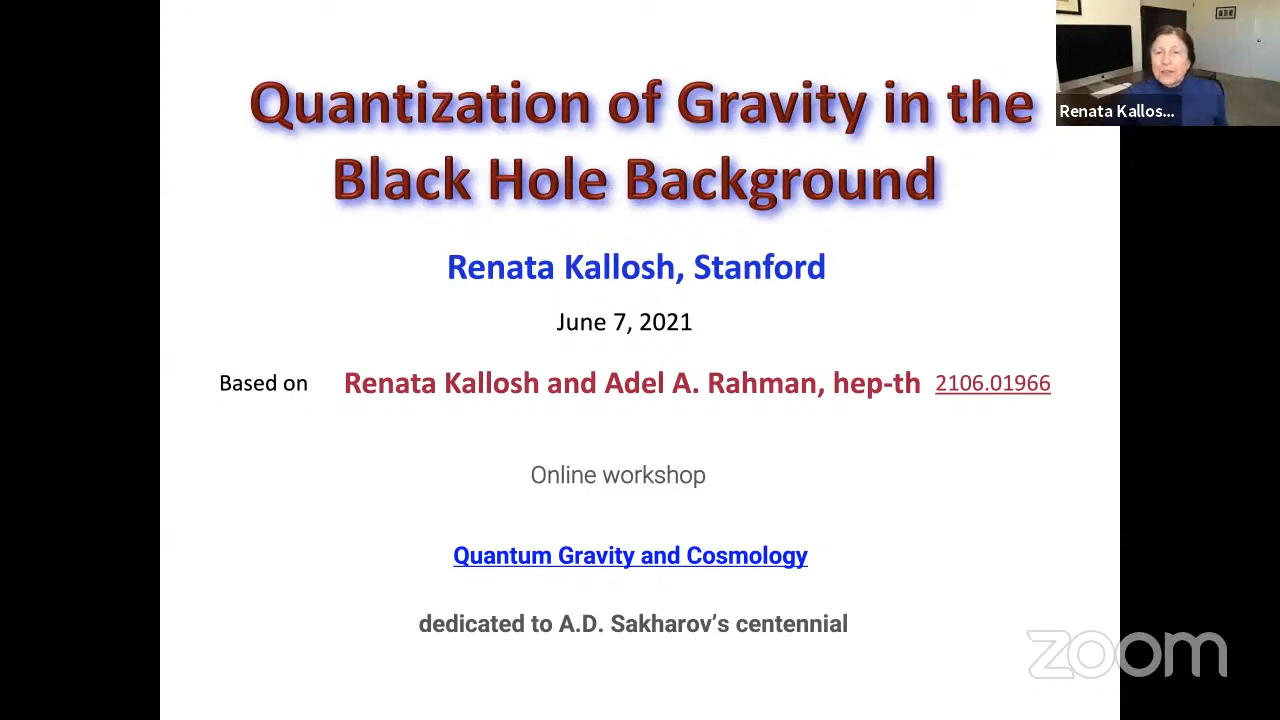 Quantization of Gravity in the
Black Hole Background
Renata Kallosh, Stanford
June 7, 2021
Based on Renata Kallosh and Adel A. Rahman, hep-th 2106.01966
Online workshop
Quantum Gravity and Cosmology
dedicated to A.D. Sakharov’s centennial
Renata Kallos...
zoom